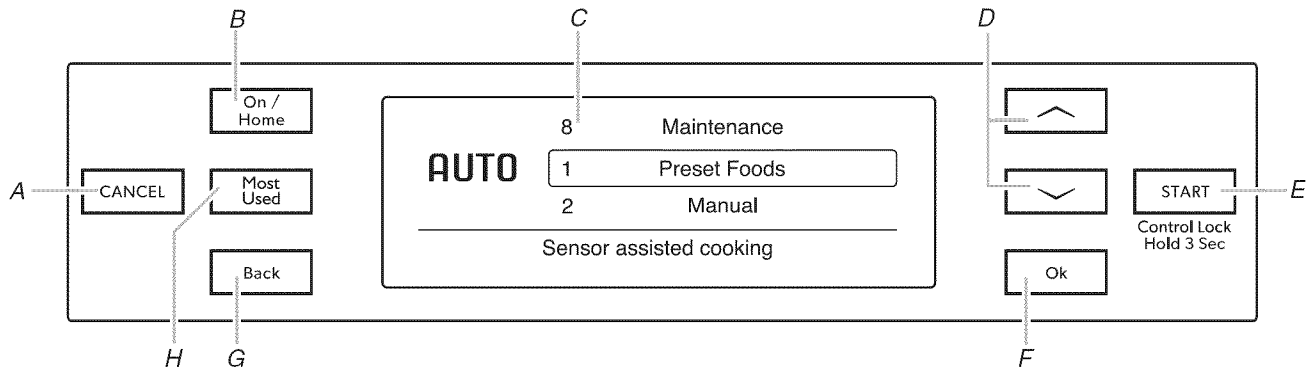 B
C
D
On /
Home
8 Maintenance
AUTO
1 Preset Foods
2 Manual
Sensor assisted cooking
A
CANCEL
Most
Used
START
E
Control Lock
Hold 3 Sec
Back
Ok
H
G
F